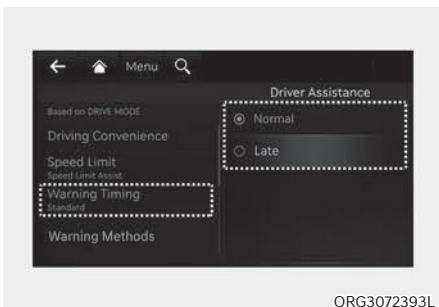 Menu
Driver Assistance
Based on DRIVE MODE
Driving Convenience
Speed Limit
Speed Limit Assist
Warning Timing
Standard
Warning Methods
Normal
Late
ORG3072393L